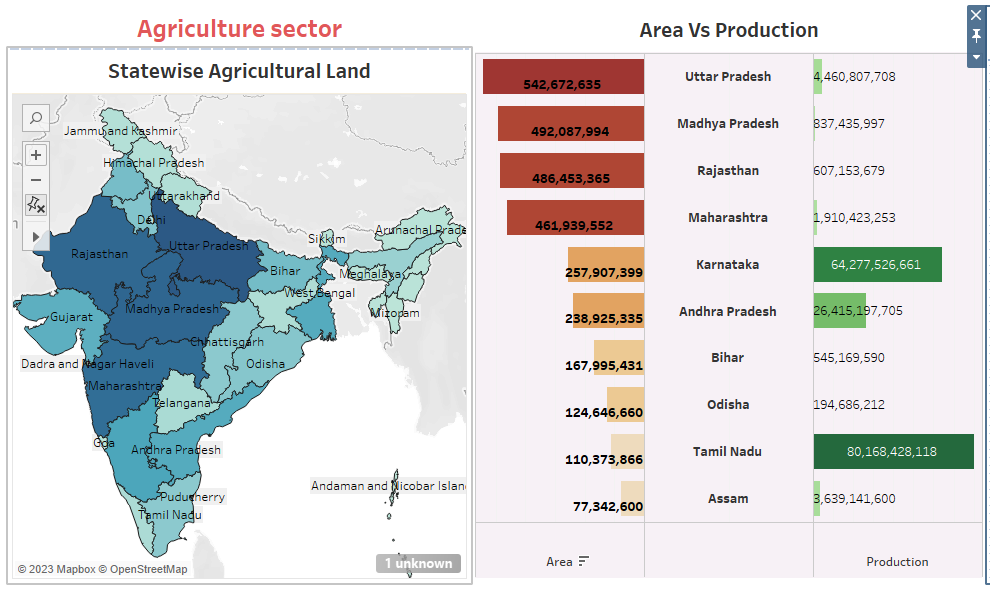 Agriculture sector
Statewise Agricultural Land
Jammu and Kashmir
Himachal Pradesh
Uttarakhand
Delhi
Uttar Pradesh
Rajasthan
Sikkim
Arunachal Prade
Bihar
Meghalaya
West Bengal
Mizoram
Gujarat
Madhya Pradesh
Chhattisgarh
Dadra and Nagar Haveli
Odisha
Maharashtra
Telangana
Goa
Andhra Pradesh
Andaman and Nicobar Islan
Puducherry
Tamil Nadu
1 unknown
© 2023 Mapbox © OpenStreetMap
Area Vs Production
542,672,635 Uttar Pradesh 4,460,807,708
492,087,994 Madhya Pradesh 837,435,997
486,453,365 Rajasthan 607,153,679
461,939,552 Maharashtra 1,910,423,253
257,907,399 Karnataka 64,277,526,661
238,925,335 Andhra Pradesh 26,415,197,705
167,995,431 Bihar 545,169,590
124,646,660 Odisha 194,686,212
110,373,866 Tamil Nadu 80,168,428,118
77,342,600 Assam 3,639,141,600
Area Production